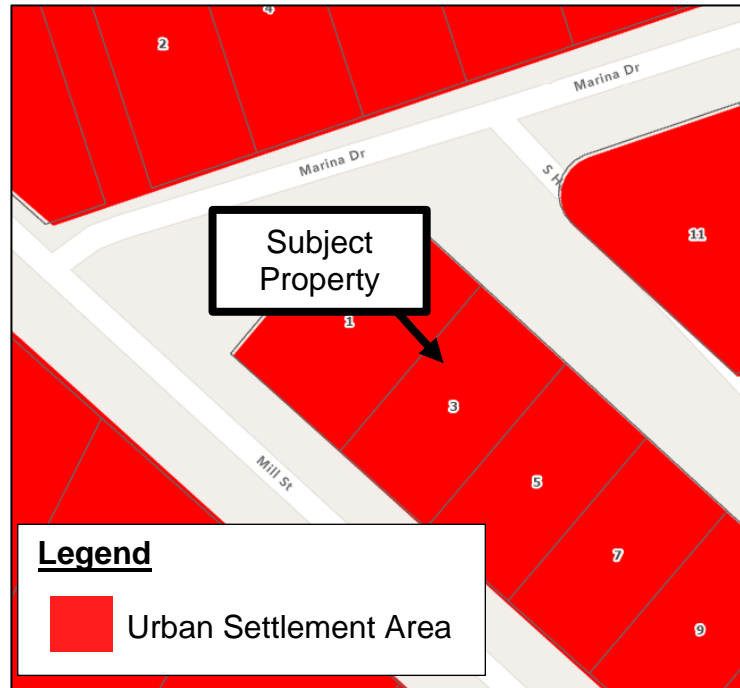 4
2
Marina Dr
Marina Dr
S H
11
Subject
Property
1
3
Mill St
5
7
9
Legend
Urban Settlement Area